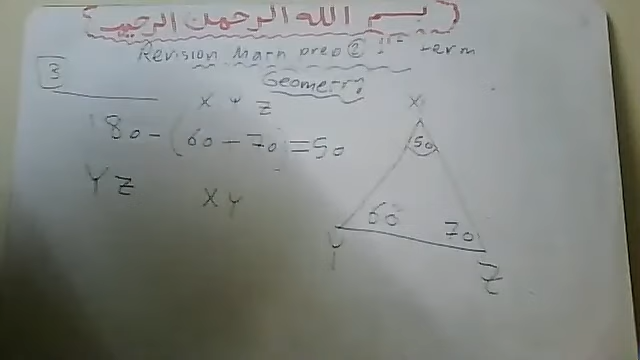 بسم الله الرحمن الرحيم
Revision Math prep ② 1st term
Geometry
3
X Y Z
180 - (60 - 70) = 50
YZ
XY
X
50
60
70
Y
Z